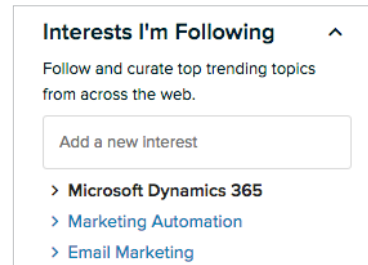 Interests I'm Following
Follow and curate top trending topics
from across the web.
Add a new interest
Microsoft Dynamics 365
Marketing Automation
Email Marketing